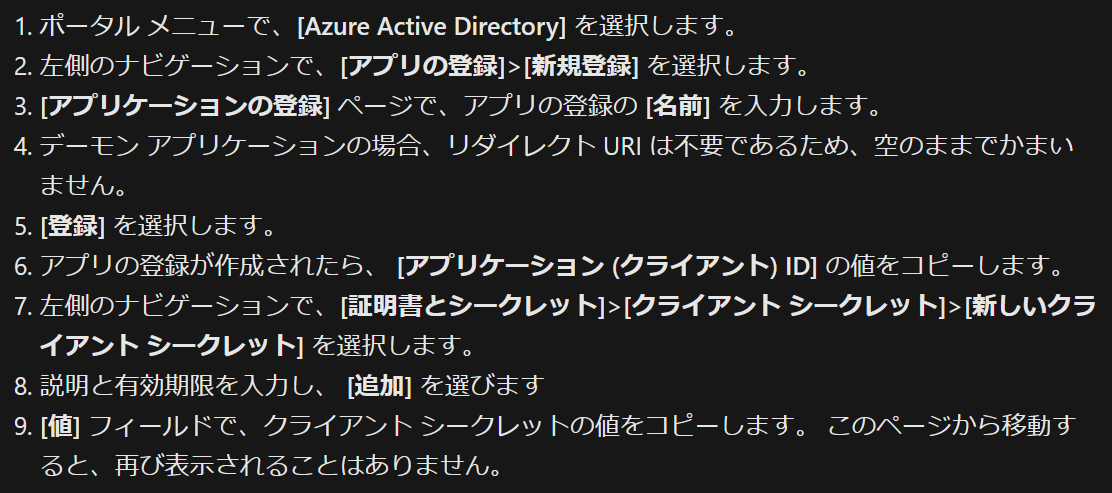 1. ポータル メニューで、[Azure Active Directory] を選択します。
2. 左側のナビゲーションで、[アプリの登録]>[新規登録] を選択します。
3. [アプリケーションの登録] ページで、アプリの登録の [名前] を入力します。
4. デーモン アプリケーションの場合、リダイレクト URI は不要であるため、空のままでかまい
ません。
5. [登録] を選択します。
6. アプリの登録が作成されたら、 [アプリケーション (クライアント) ID] の値をコピーします。
7. 左側のナビゲーションで、[証明書とシークレット]>[クライアント シークレット]>[新しいクラ
イアント シークレット] を選択します。
8. 説明と有効期限を入力し、 [追加] を選びます
9. [値] フィールドで、クライアント シークレットの値をコピーします。 このページから移動す
ると、再び表示されることはありません。